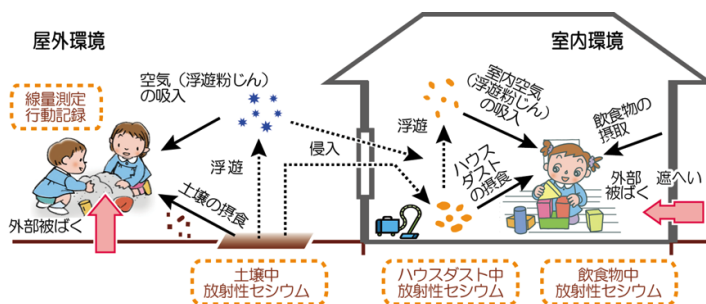 屋外環境
室内環境
線量測定
行動記録
空気（浮遊粉じん）
の吸入
浮遊
土壌の摂食
外部被ばく
侵入
室内空気
（浮遊粉じん）
の吸入
浮遊
ハウス
ダスト
の摂食
飲食物の
摂取
外部
被ばく
遮へい
土壌中
放射性セシウム
ハウスダスト中
放射性セシウム
飲食物中
放射性セシウム